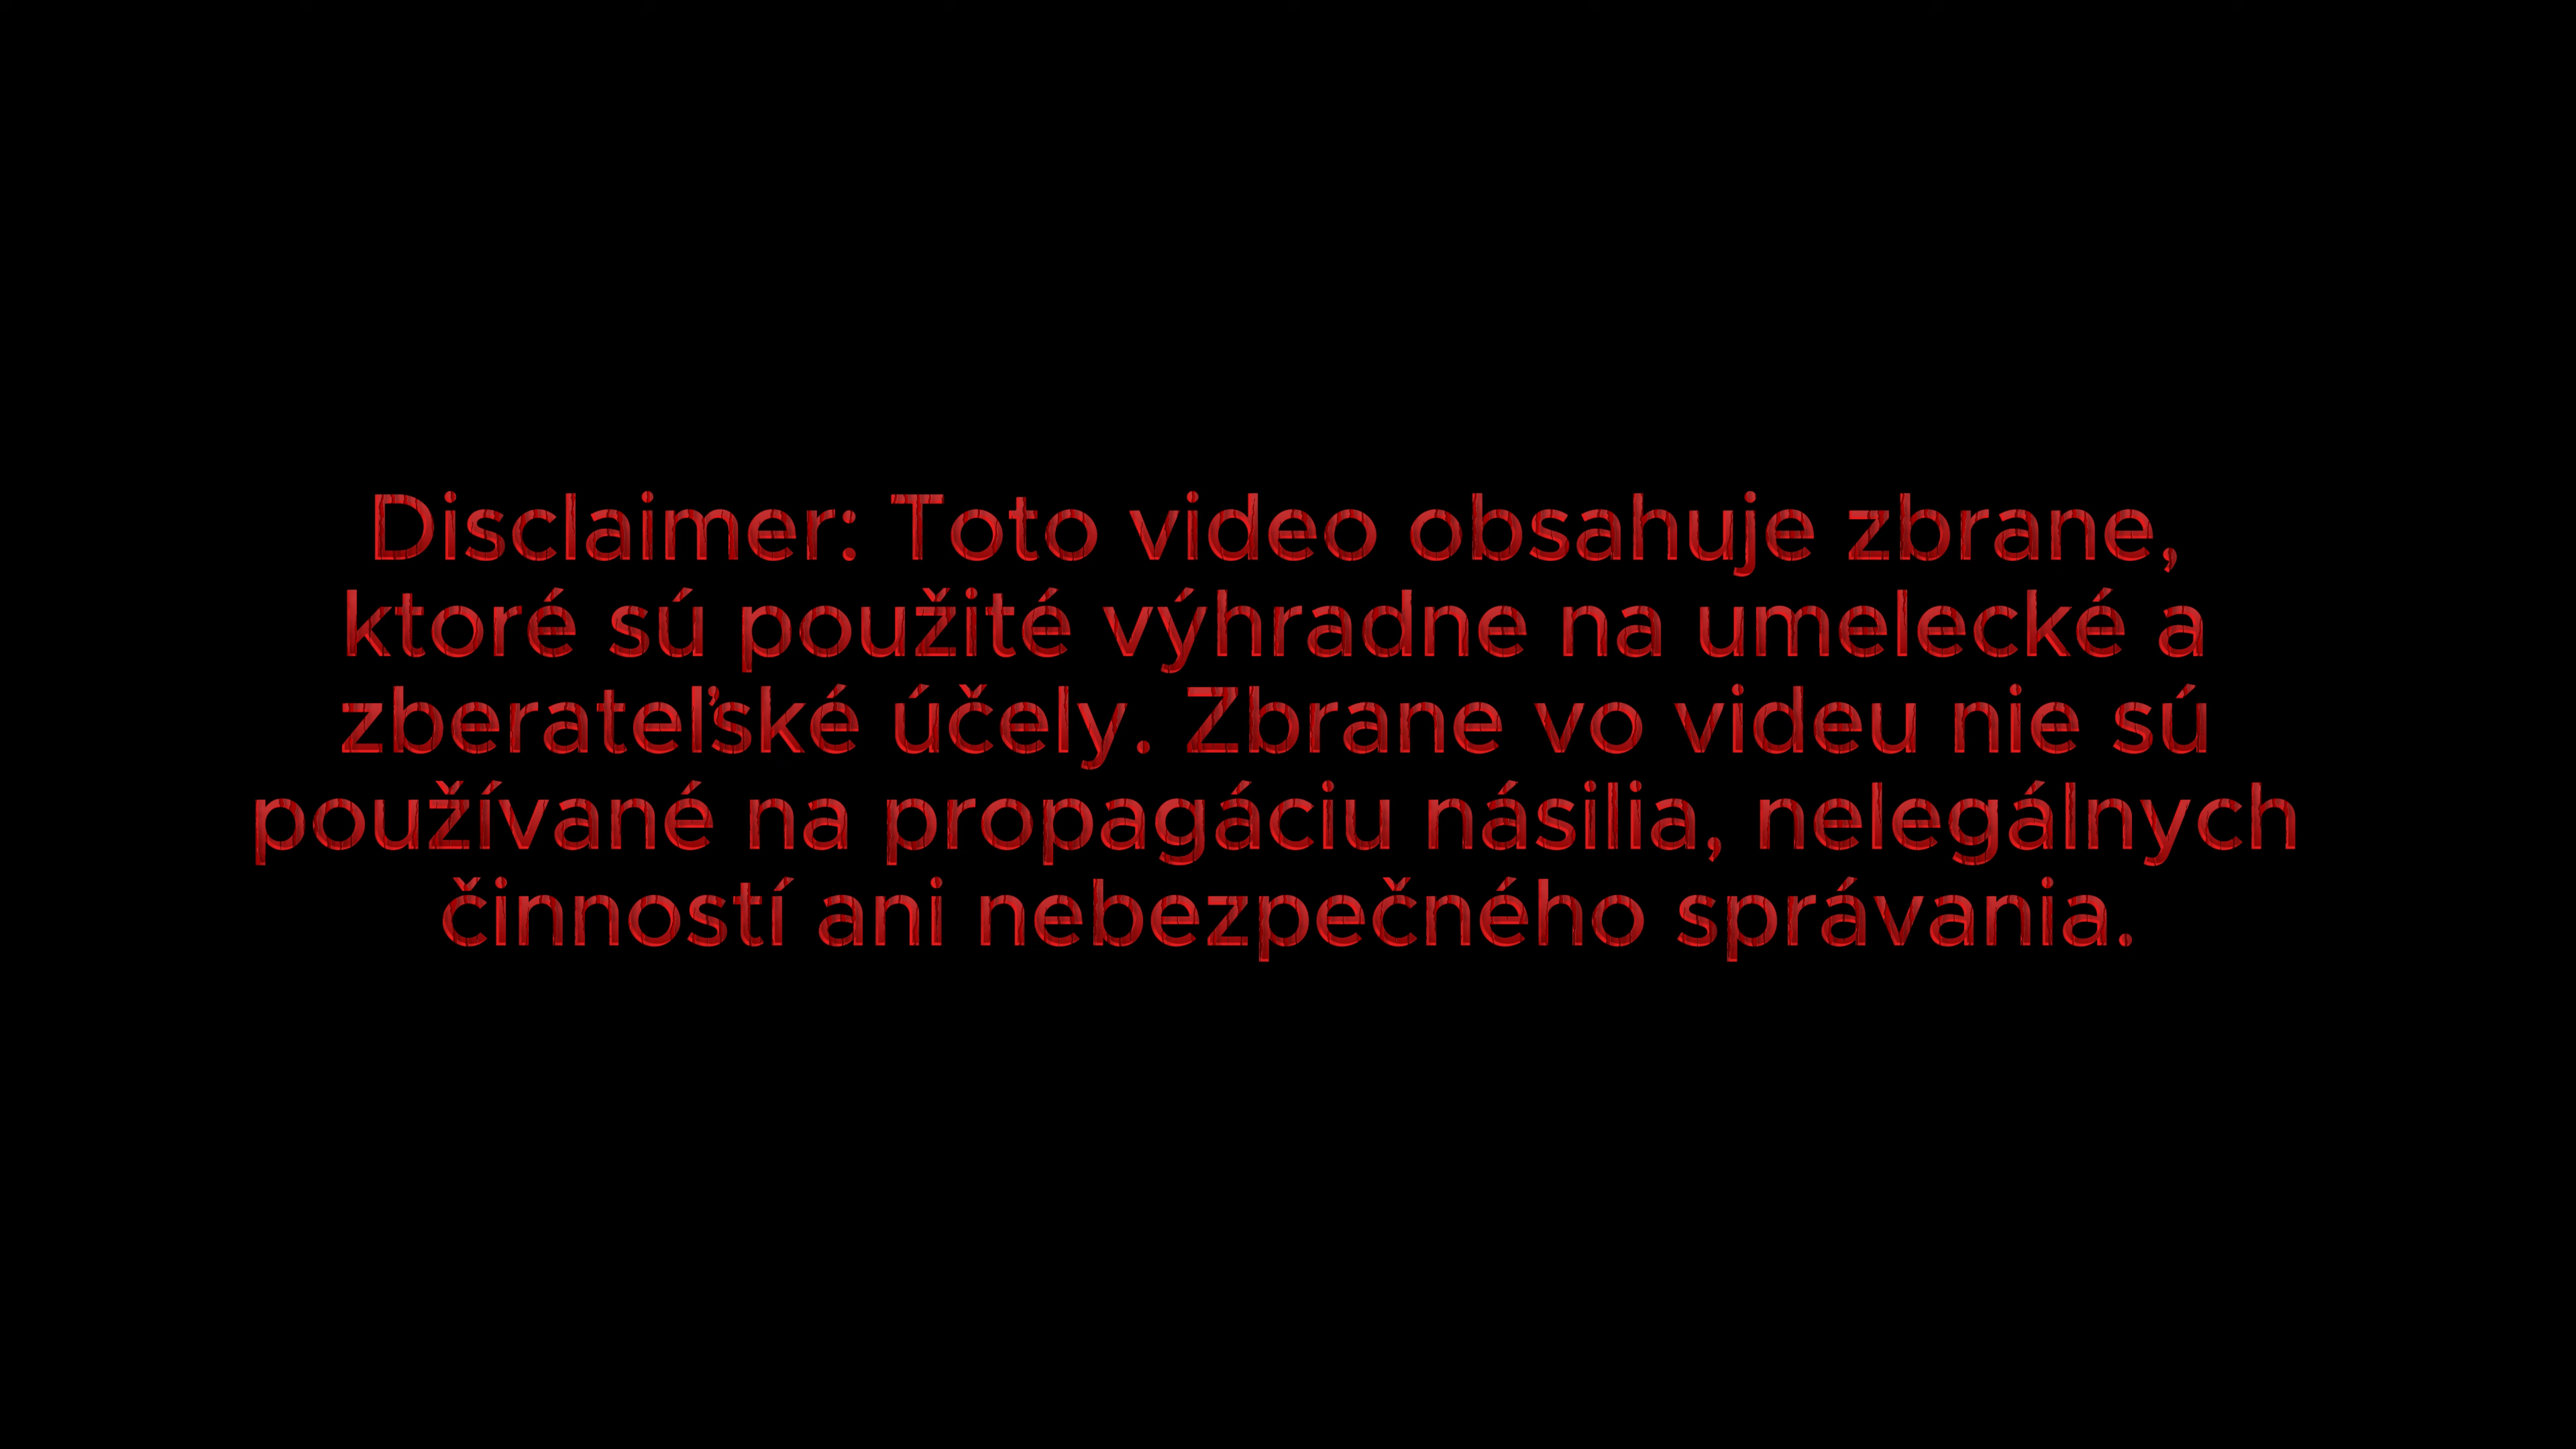 Disclaimer: Toto video obsahuje zbrane,
ktoré sú použité výhradne na umelecké a
zberateľské účely. Zbrane vo videu nie sú
používané na propagáciu násilia, nelegálnych
činností ani nebezpečného správania.